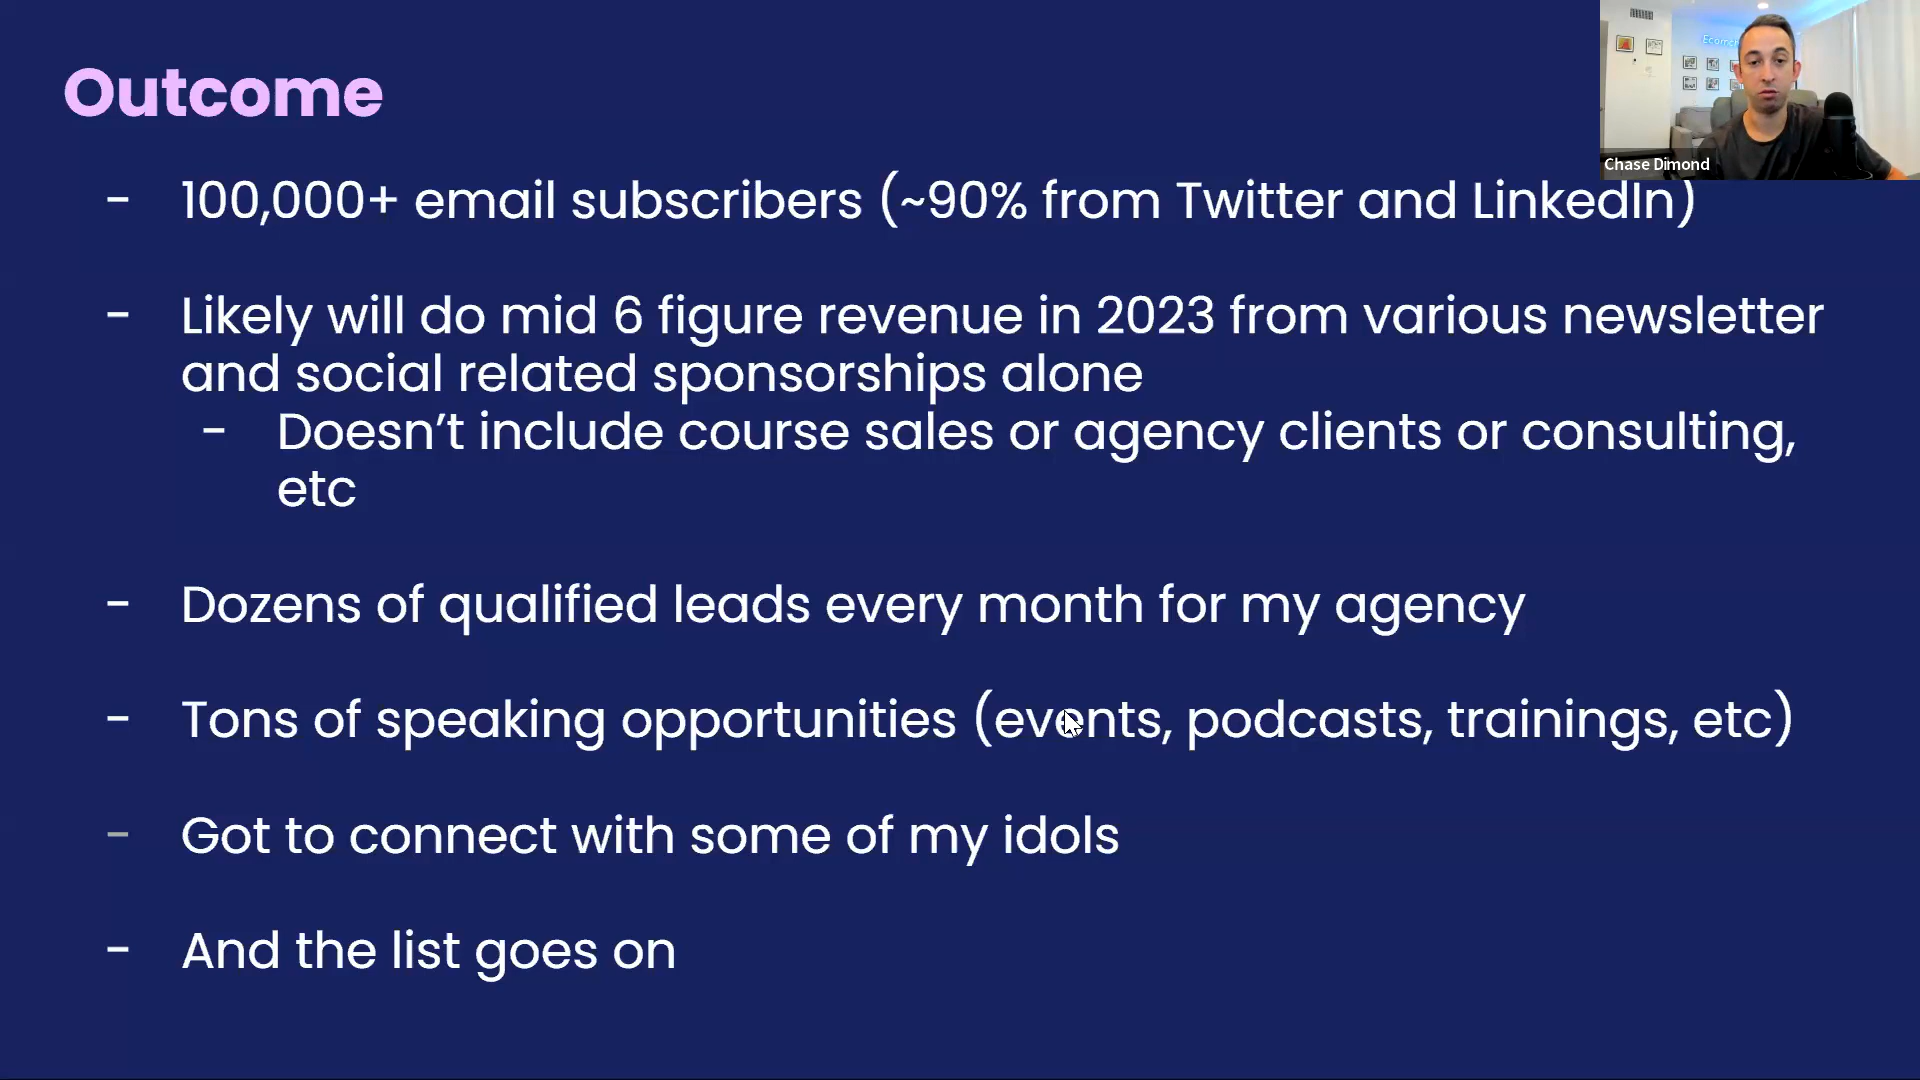 Outcome
- 100,000+ email subscribers (~90% from Twitter and LinkedIn)
- Likely will do mid 6 figure revenue in 2023 from various newsletter
and social related sponsorships alone
- Doesn’t include course sales or agency clients or consulting,
etc
- Dozens of qualified leads every month for my agency
- Tons of speaking opportunities (events, podcasts, trainings, etc)
- Got to connect with some of my idols
- And the list goes on
Chase Dimond